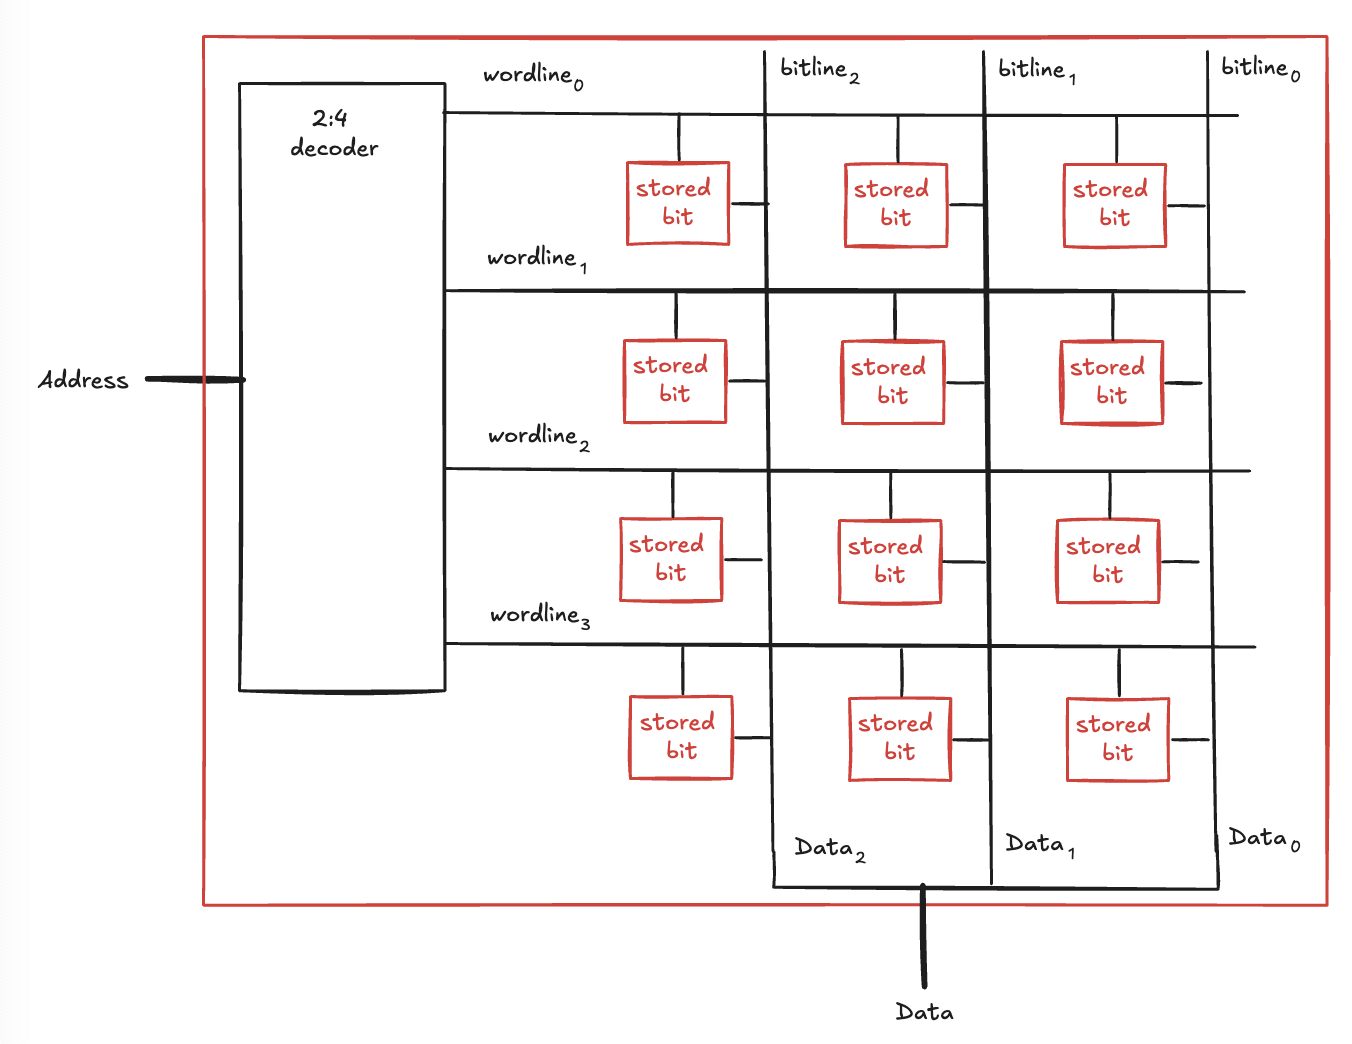 wordline₀
bitline₂
bitline₁
bitline₀
2:4
decoder
stored
bit
stored
bit
stored
bit
wordline₁
stored
bit
stored
bit
stored
bit
Address
wordline₂
stored
bit
stored
bit
stored
bit
wordline₃
stored
bit
stored
bit
stored
bit
Data₂
Data₁
Data₀
Data